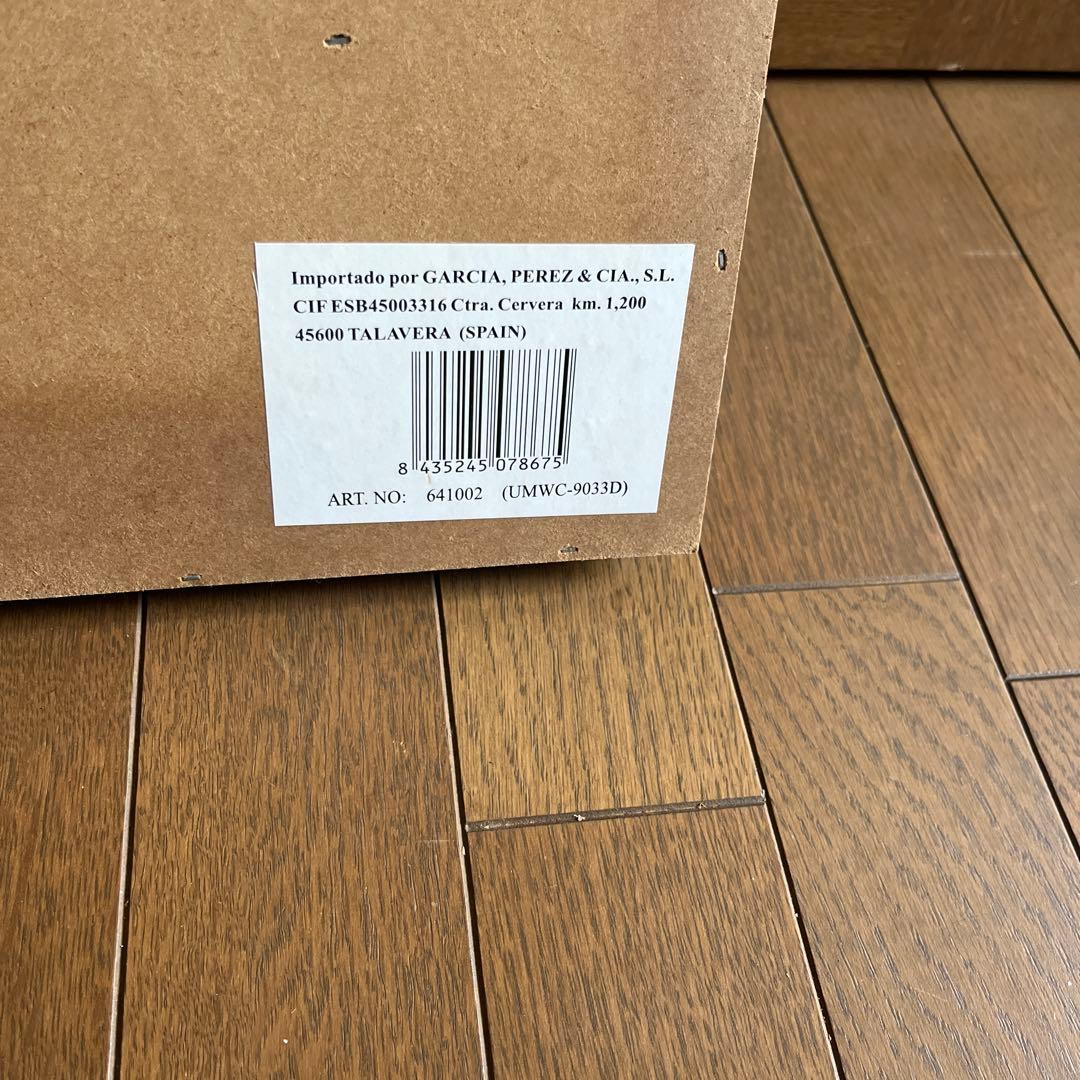 Importado por GARCIA, PEREZ & CIA., S.L.
CIF ESB45003316 Ctra. Cervera km. 1,200
45600 TALAVERA (SPAIN)
8 435245 078675
ART. NO: 641002 (UMWC-9033D)